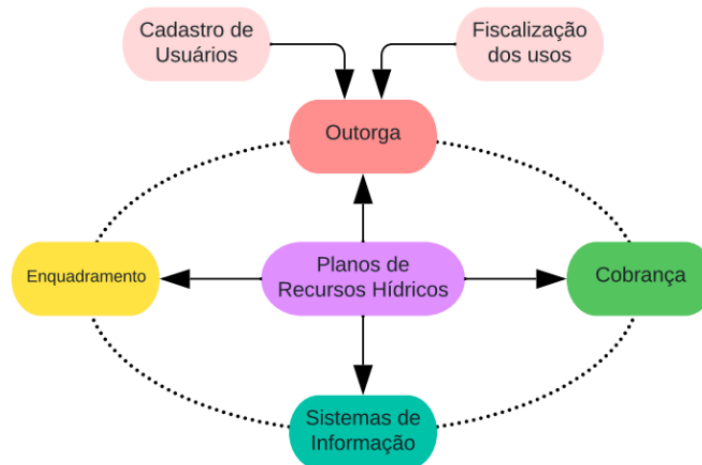 Cadastro de
Usuários
Fiscalização
dos usos
Outorga
Enquadramento
Planos de
Recursos Hídricos
Cobrança
Sistemas de
Informação